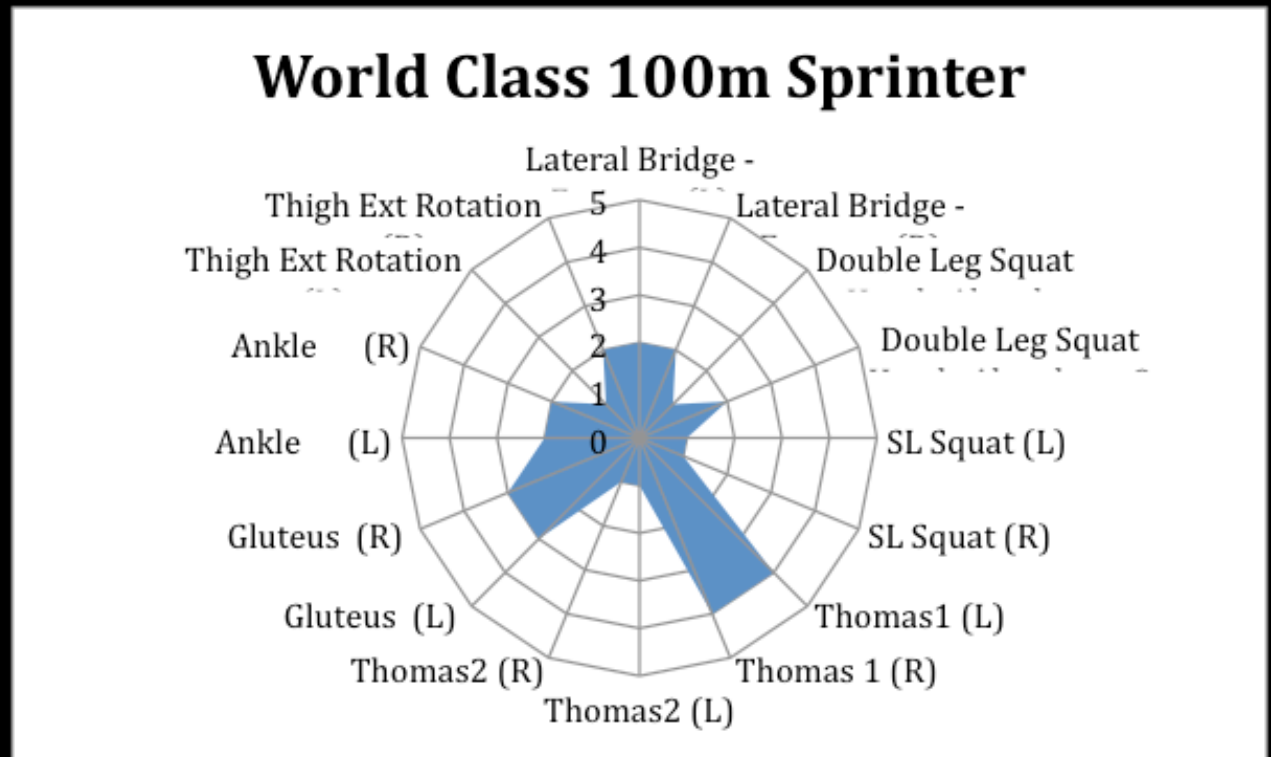 World Class 100m Sprinter
Lateral Bridge -
Thigh Ext Rotation
5
Lateral Bridge -
Thigh Ext Rotation
4
Double Leg Squat
3
Ankle (R)
2
Double Leg Squat
1
Ankle (L)
0
SL Squat (L)
Gluteus (R)
SL Squat (R)
Gluteus (L)
Thomas1 (L)
Thomas2 (R)
Thomas 1 (R)
Thomas2 (L)